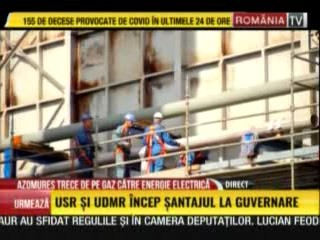 155 DE DECESE PROVOCATE DE COVID ÎN ULTIMELE 24 DE ORE
ROMÂNIA TV
AZOMUREȘ TRECE DE PE GAZ CĂTRE ENERGIE ELECTRICĂ
DIRECT
URMEAZĂ
USR ȘI UDMR ÎNCEP ȘANTAJUL LA GUVERNARE
AUR AU SFIDAT REGULILE ȘI ÎN CAMERA DEPUTAȚILOR. LUCIAN FEOD